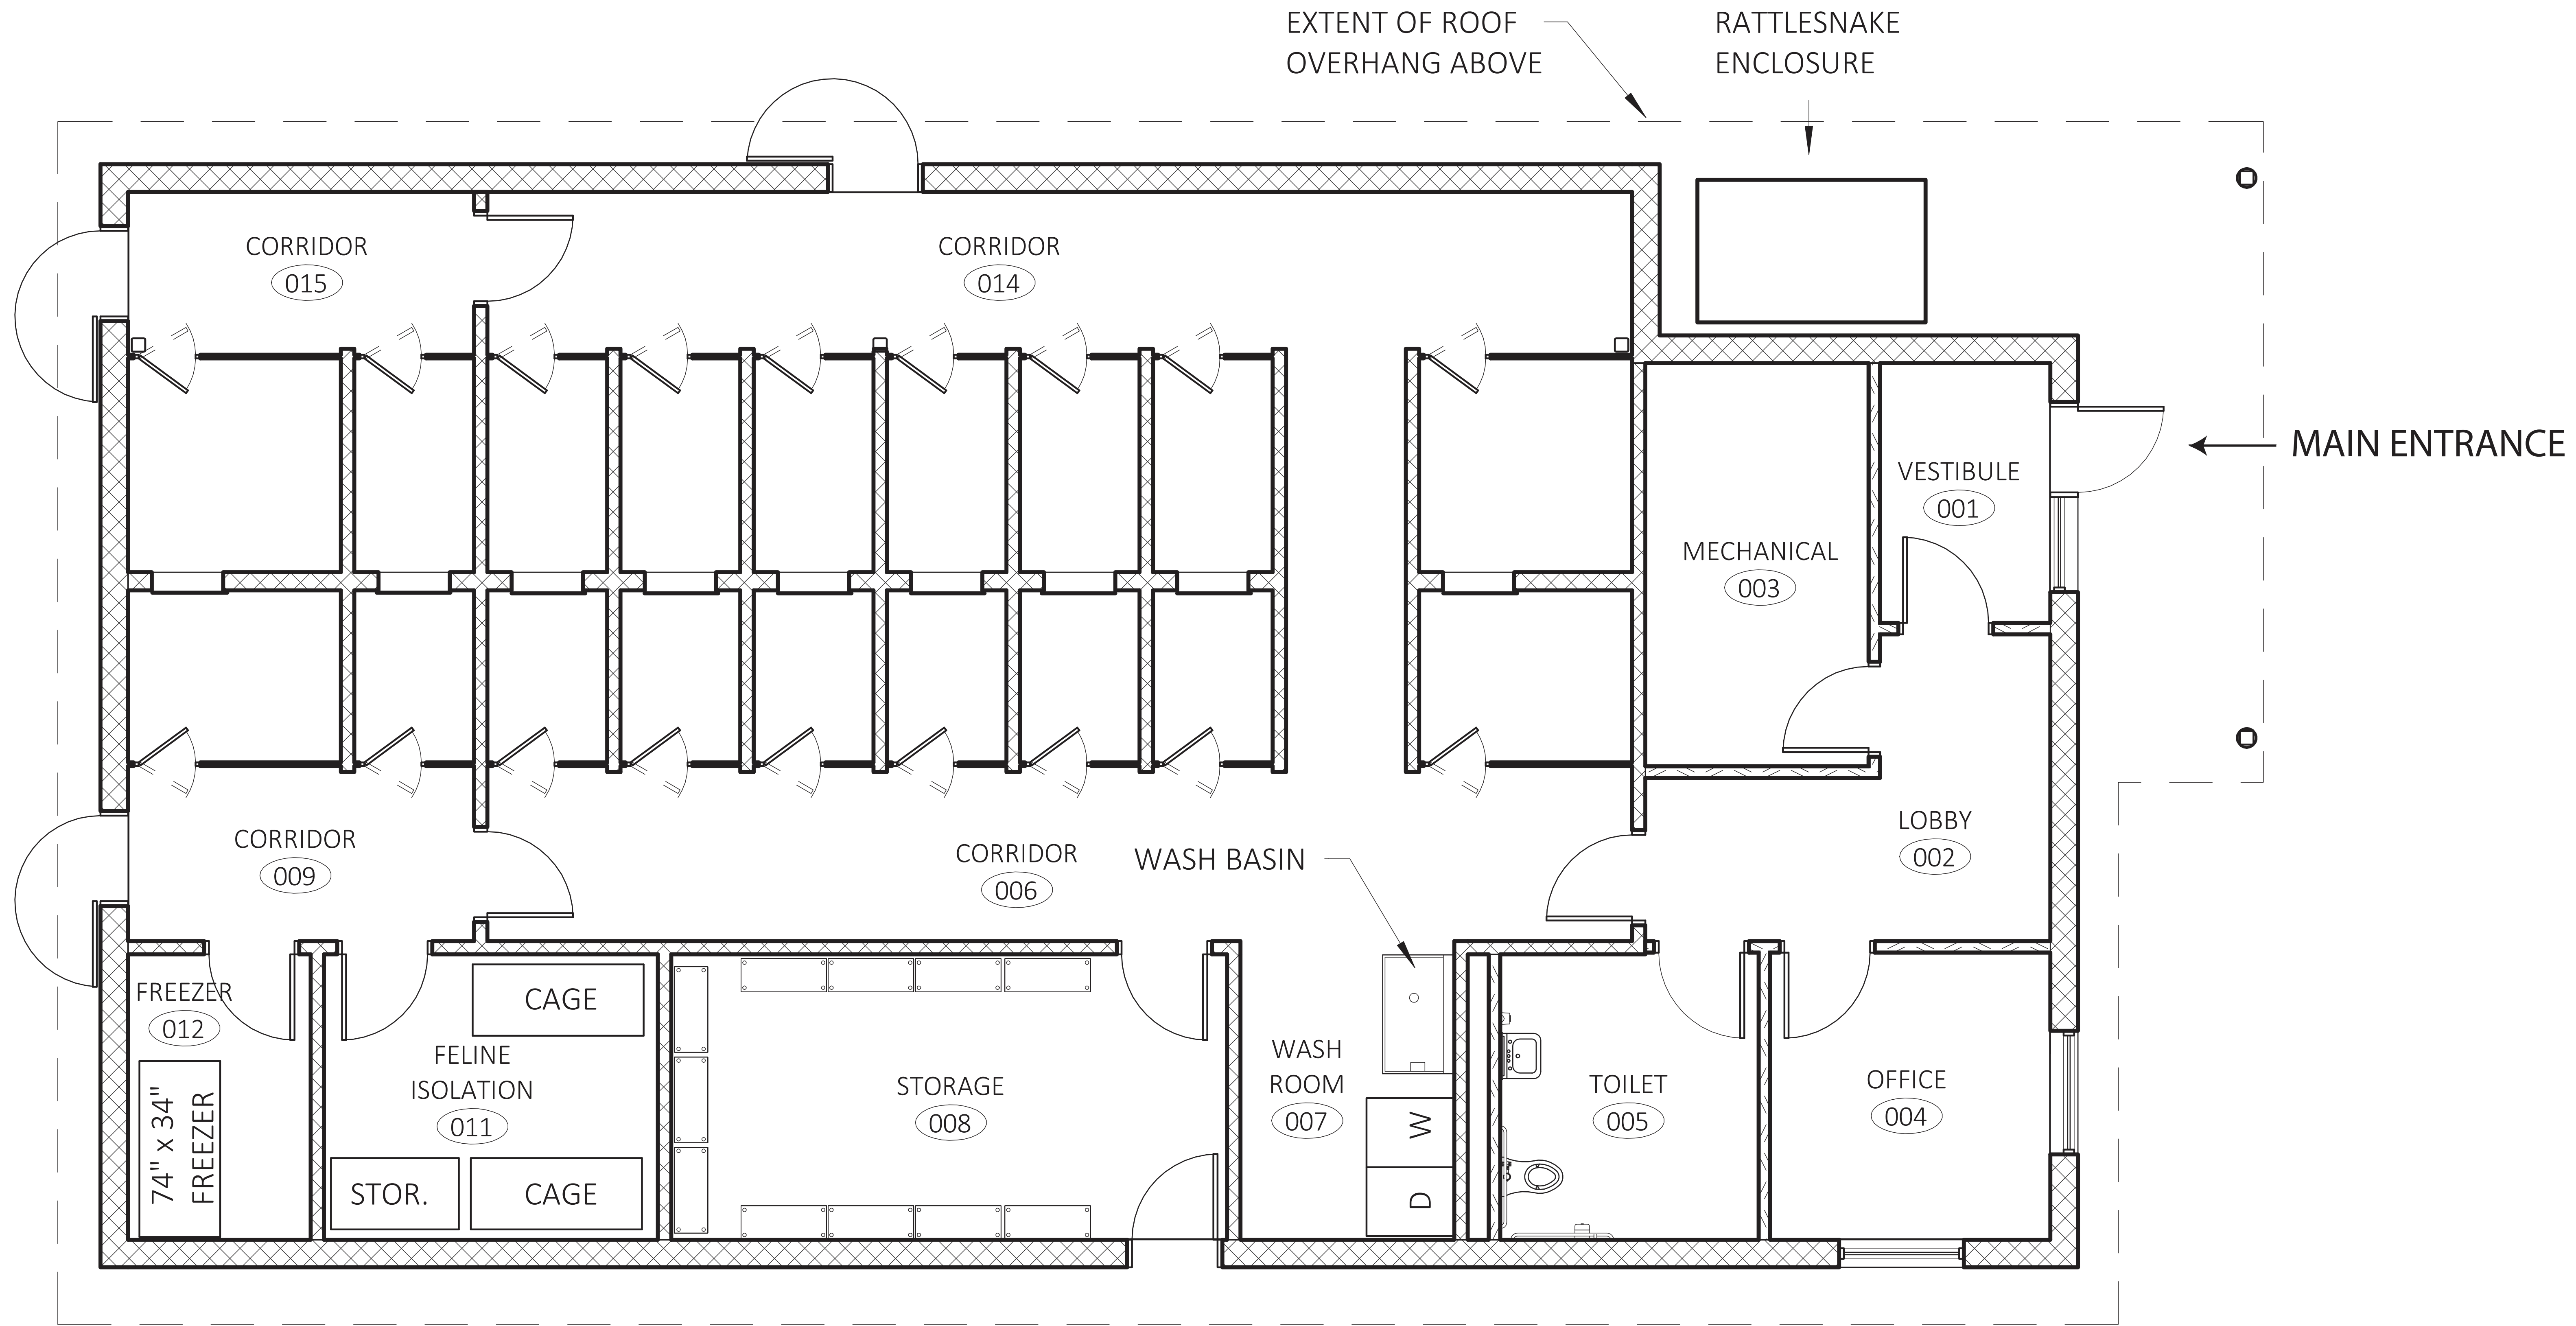 EXTENT OF ROOF
OVERHANG ABOVE
RATTLESNAKE
ENCLOSURE
CORRIDOR
015
CORRIDOR
014
MAIN ENTRANCE
VESTIBULE
001
MECHANICAL
003
CORRIDOR
009
CORRIDOR
006
WASH BASIN
LOBBY
002
FREEZER
012
74" x 34"
FREEZER
CAGE
FELINE
ISOLATION
011
STOR.
CAGE
STORAGE
008
WASH
ROOM
007
W
D
TOILET
005
OFFICE
004